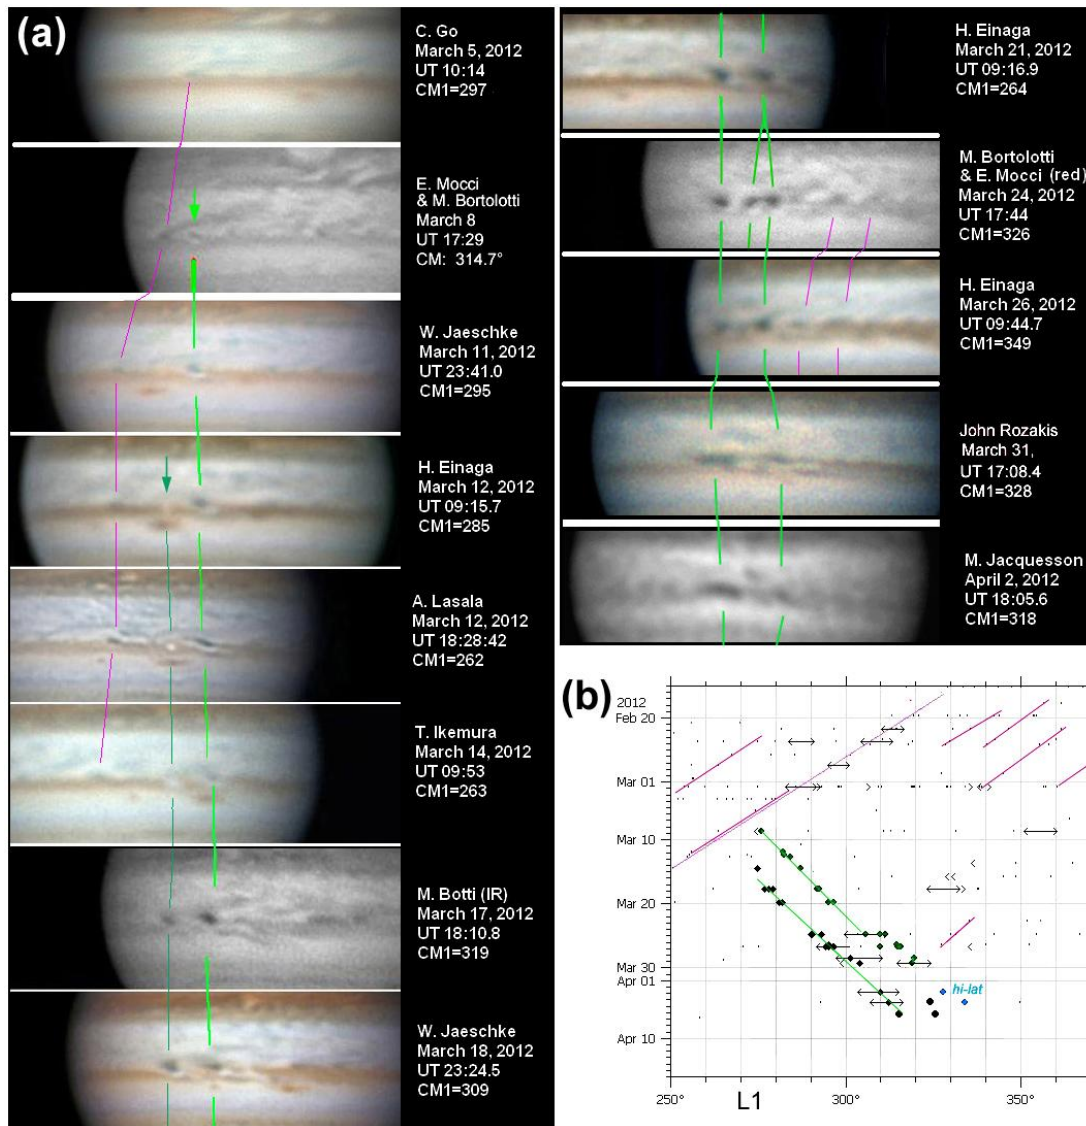 (a)
C. Go
March 5, 2012
UT 10:14
CM1=297
E. Mocci
& M. Bortolotti
March 8
UT 17:29
CM: 314.7°
W. Jaeschke
March 11, 2012
UT 23:41.0
CM1=295
H. Einaga
March 12, 2012
UT 09:15.7
CM1=285
A. Lasala
March 12, 2012
UT 18:28:42
CM1=262
T. Ikemura
March 14, 2012
UT 09:53
CM1=263
M. Botti (IR)
March 17, 2012
UT 18:10.8
CM1=319
W. Jaeschke
March 18, 2012
UT 23:24.5
CM1=309
H. Einaga
March 21, 2012
UT 09:16.9
CM1=264
M. Bortolotti
& E. Mocci (red)
March 24, 2012
UT 17:44
CM1=326
H. Einaga
March 26, 2012
UT 09:44.7
CM1=349
John Rozakis
March 31,
UT 17:08.4
CM1=328
M. Jacquesson
April 2, 2012
UT 18:05.6
CM1=318
(b)
2012
Feb 20
Mar 01
Mar 10
Mar 20
Mar 30
Apr 01
Apr 10
hi-lat
250° L1 300° 350°